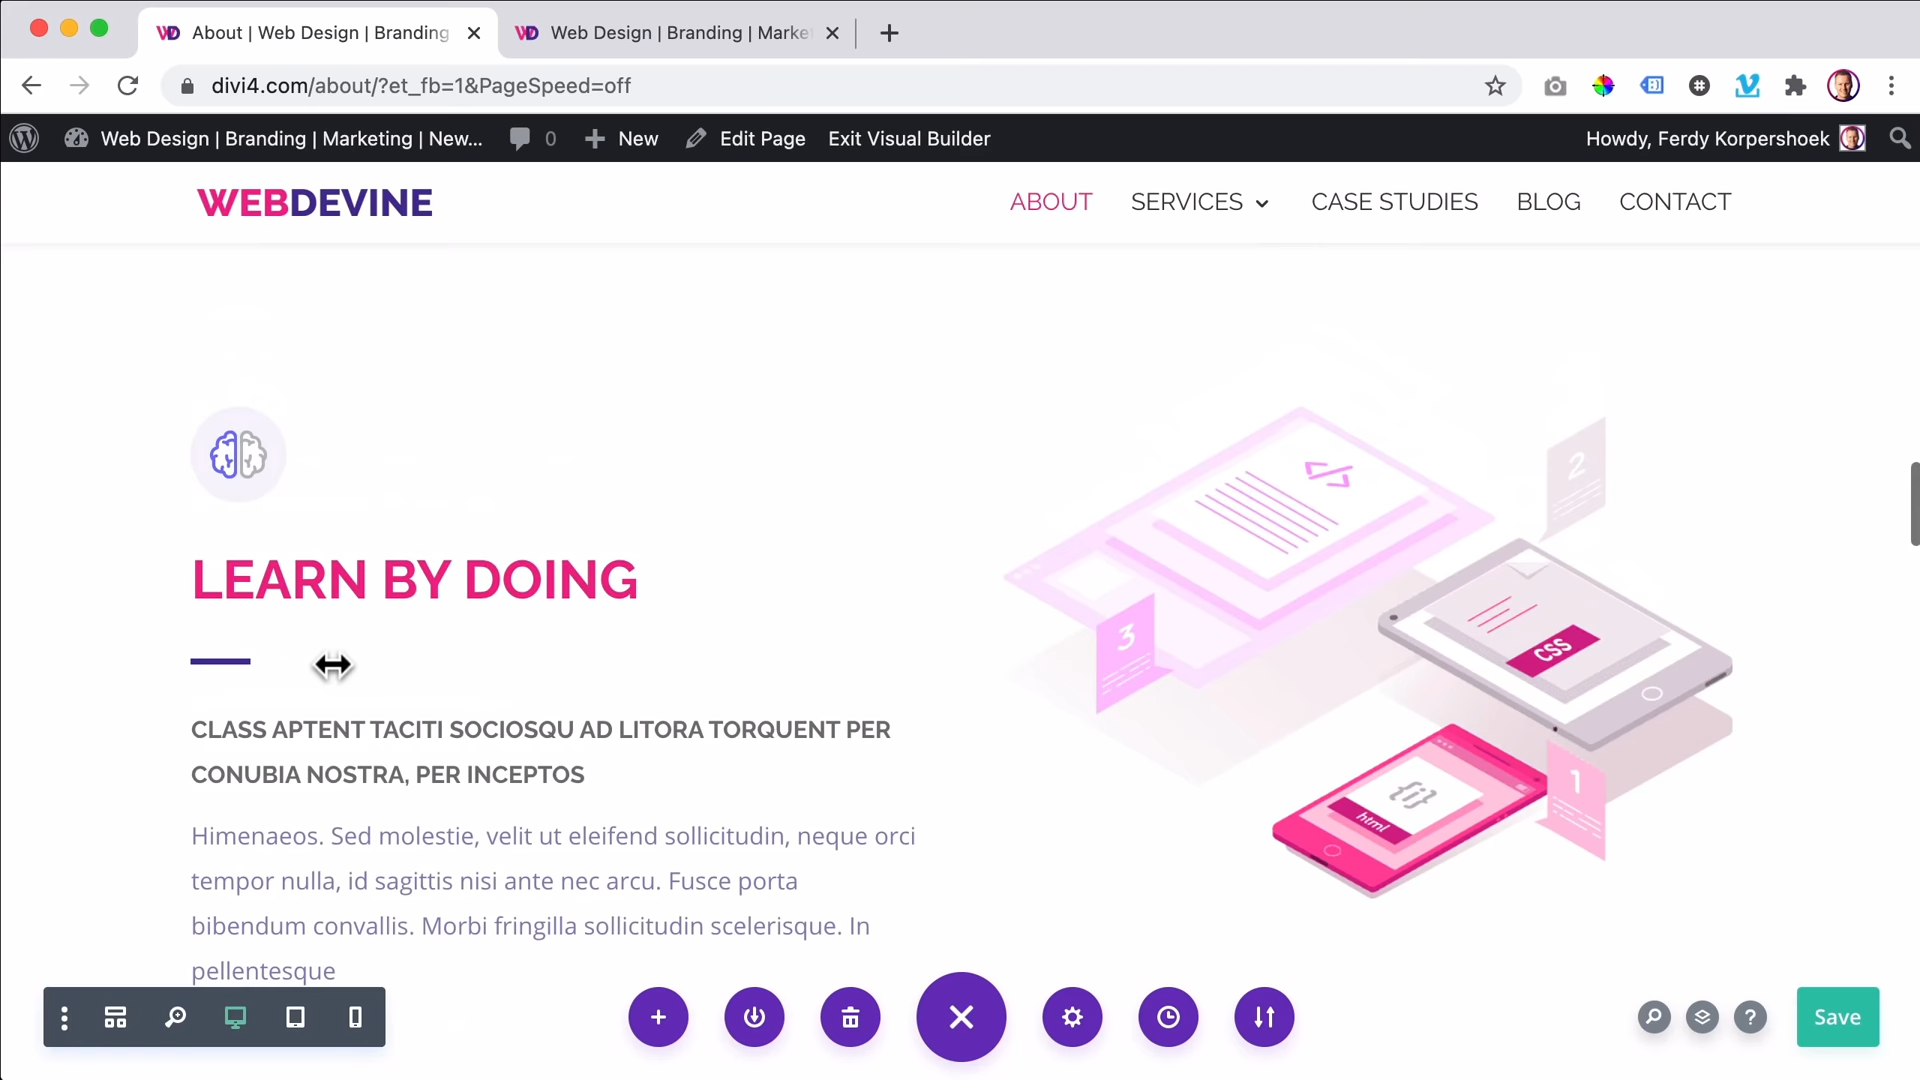 About | Web Design | Branding
Web Design | Branding | Marke
divi4.com/about/?et_fb=1&PageSpeed=off
Web Design | Branding | Marketing | New...
0
New
Edit Page
Exit Visual Builder
Howdy, Ferdy Korpershoek
WEBDEVINE
ABOUT
SERVICES
CASE STUDIES
BLOG
CONTACT
</>
2
3
CSS
{i}
html
1
LEARN BY DOING
CLASS APTENT TACITI SOCIOSQU AD LITORA TORQUENT PER
CONUBIA NOSTRA, PER INCEPTOS
Himenaeos. Sed molestie, velit ut eleifend sollicitudin, neque orci
tempor nulla, id sagittis nisi ante nec arcu. Fusce porta
bibendum convallis. Morbi fringilla sollicitudin scelerisque. In
pellentesque
?
Save